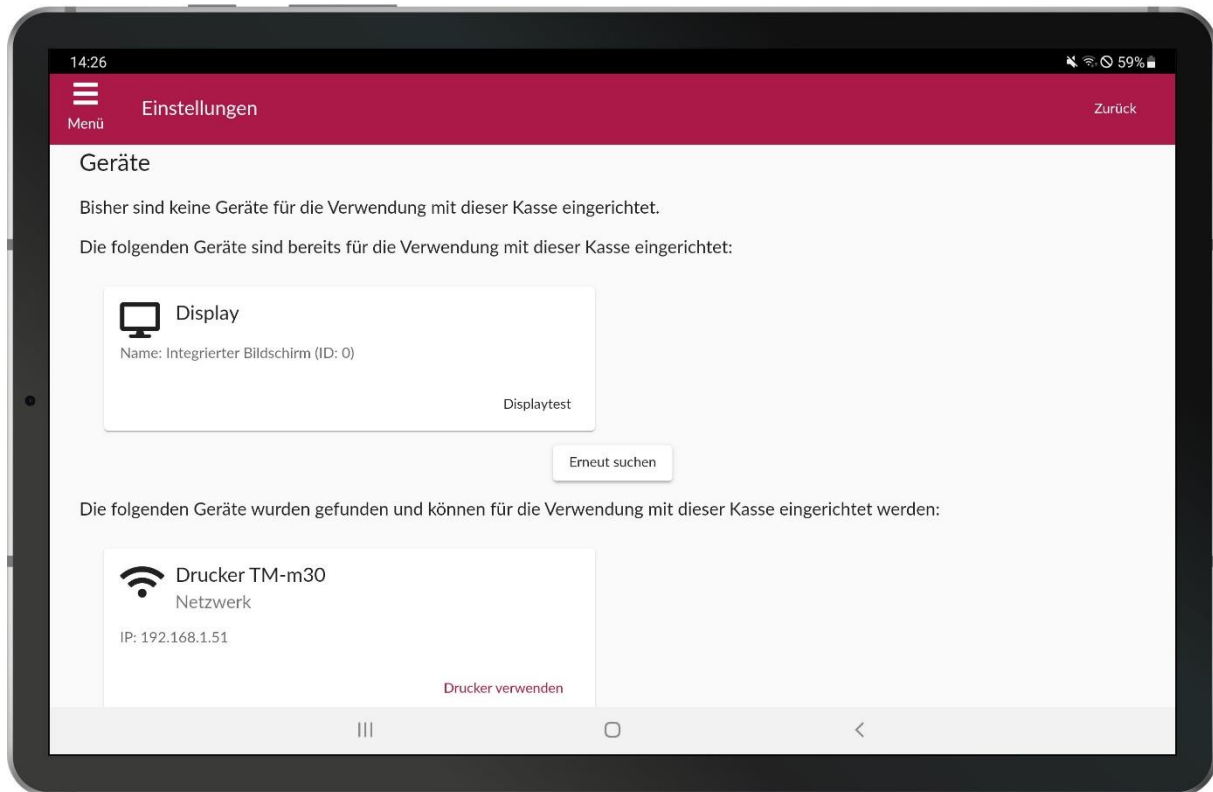 14:26
59%
Einstellungen
Zurück
Menü
Geräte
Bisher sind keine Geräte für die Verwendung mit dieser Kasse eingerichtet.
Die folgenden Geräte sind bereits für die Verwendung mit dieser Kasse eingerichtet:
Display
Name: Integrierter Bildschirm (ID: 0)
Displaytest
Erneut suchen
Die folgenden Geräte wurden gefunden und können für die Verwendung mit dieser Kasse eingerichtet werden:
Drucker TM-m30
Netzwerk
IP: 192.168.1.51
Drucker verwenden